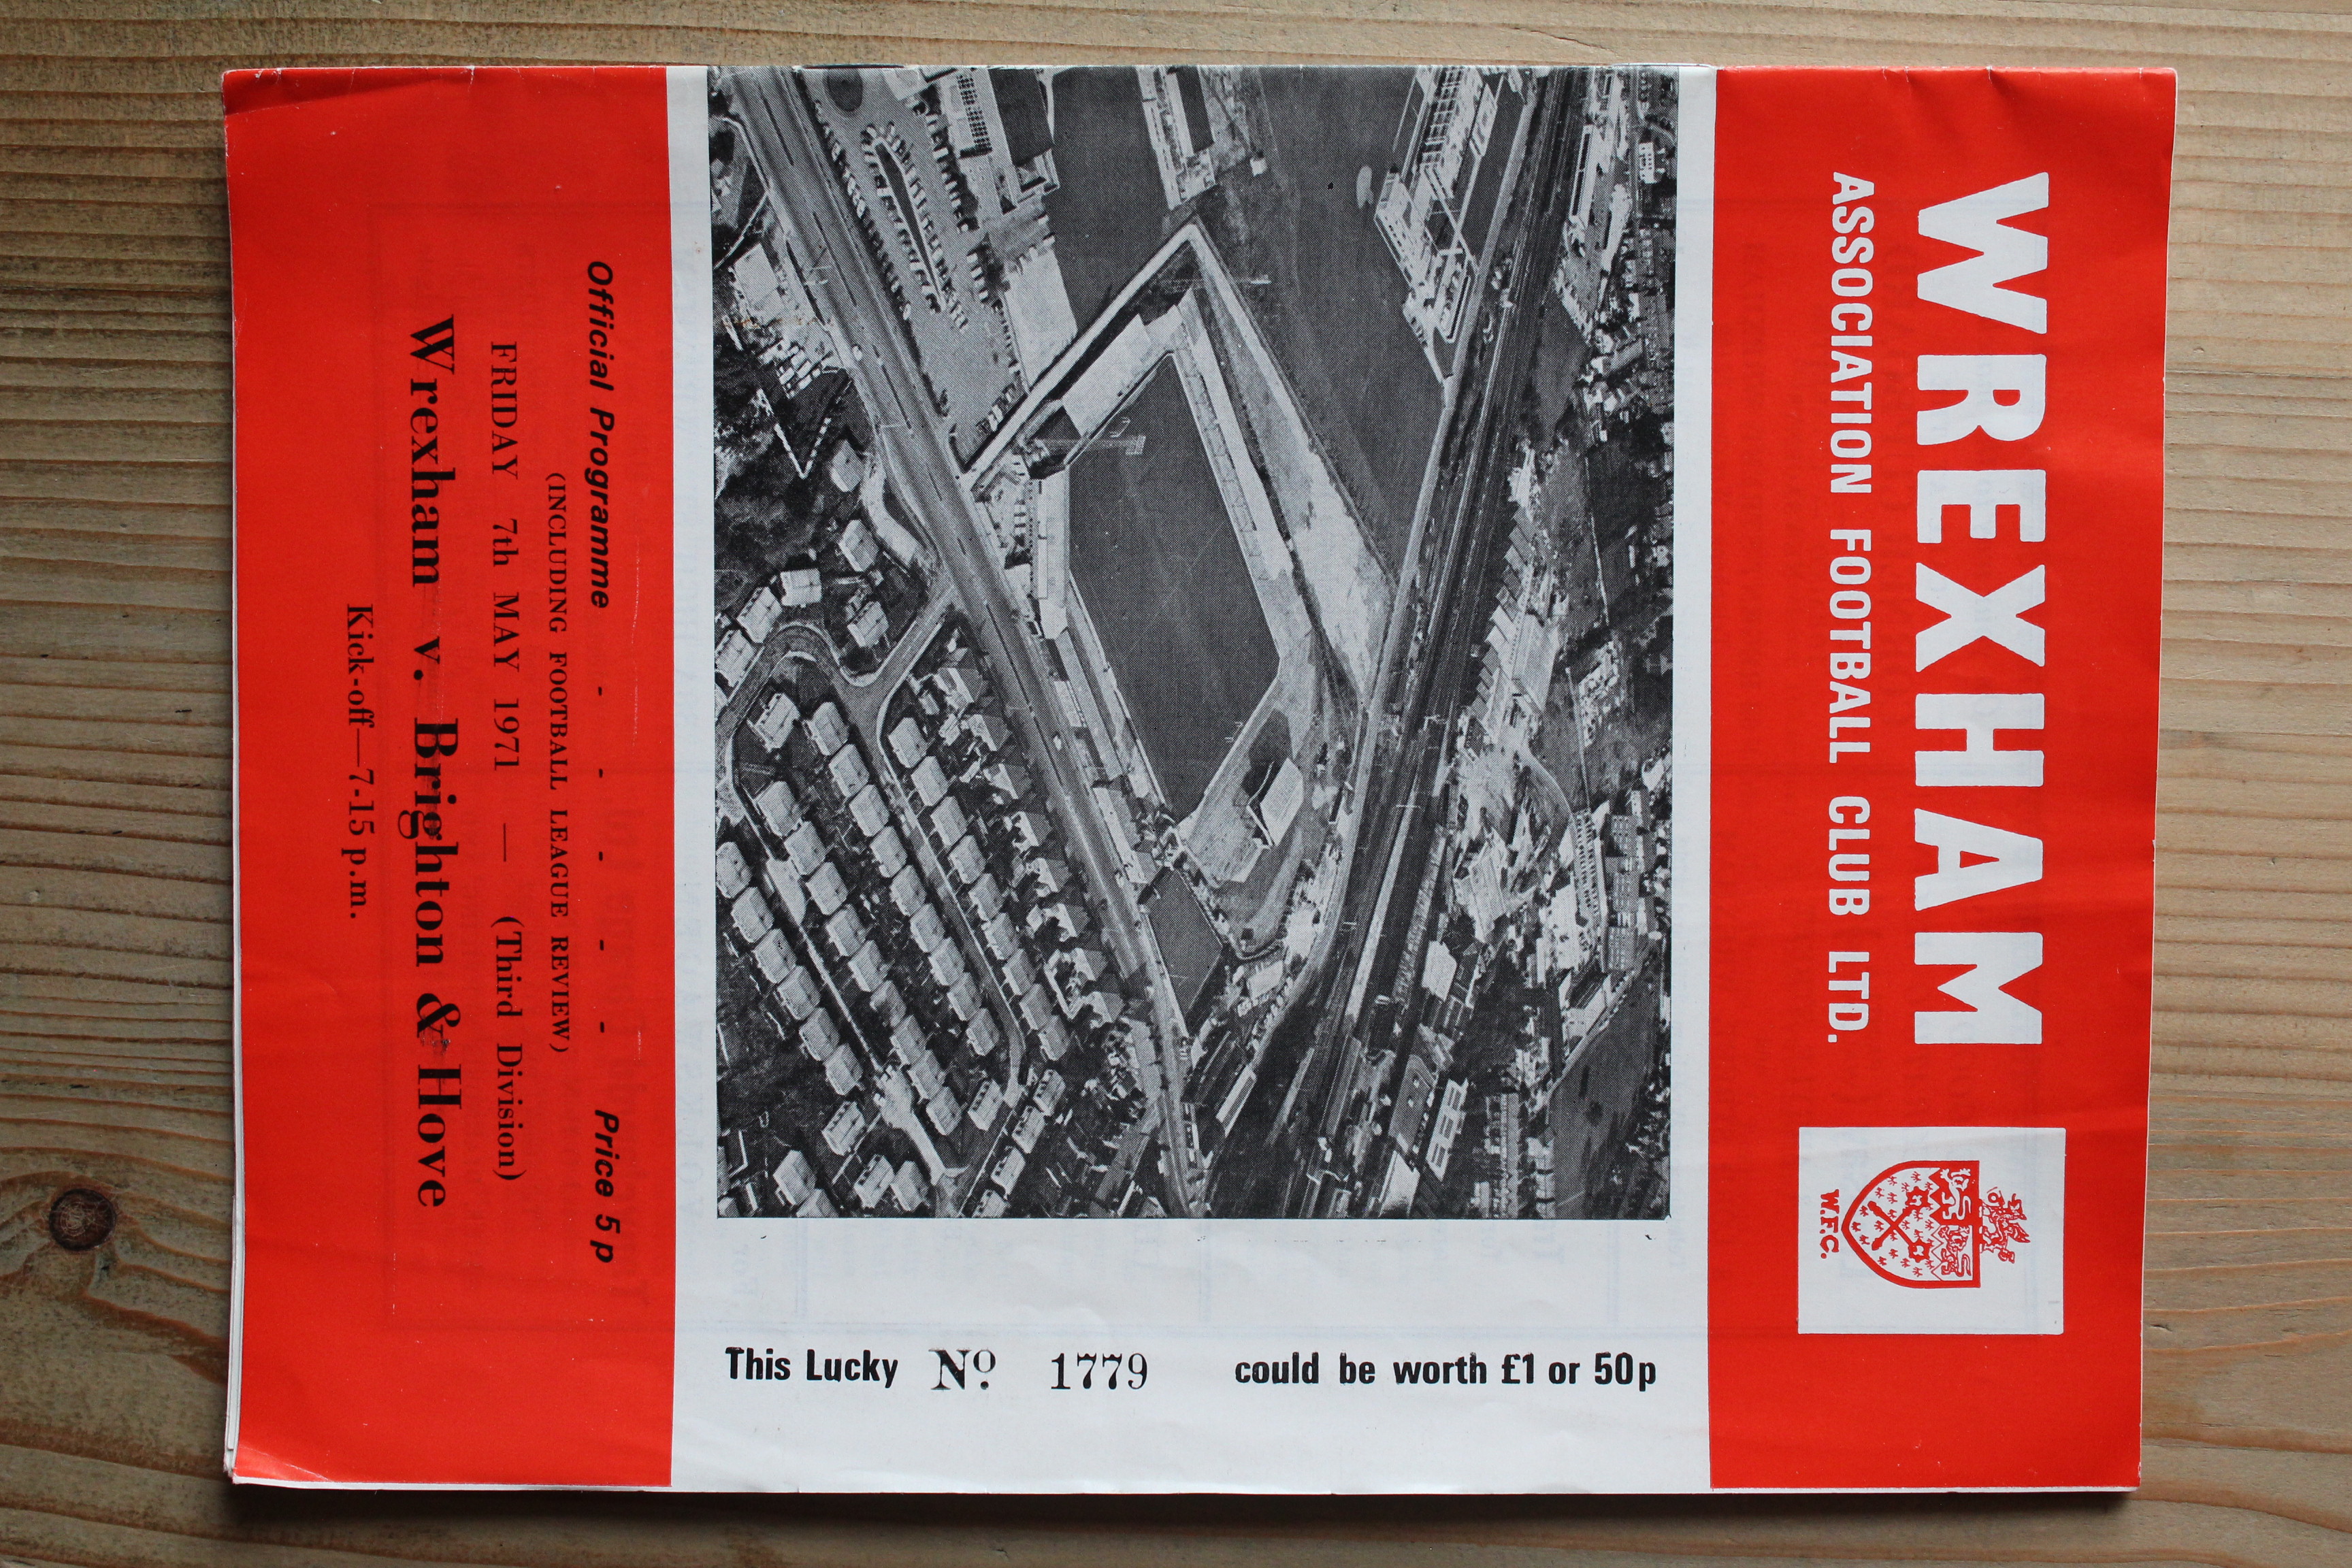 WREXHAM
ASSOCIATION FOOTBALL CLUB LTD.
W.F.C.
This Lucky Nº. 1779 could be worth £1 or 50p
Official Programme - - - - - Price 5p
(INCLUDING FOOTBALL LEAGUE REVIEW)
FRIDAY 7th MAY 1971 — (Third Division)
Wrexham v. Brighton & Hove
Kick-off—7-15 p.m.